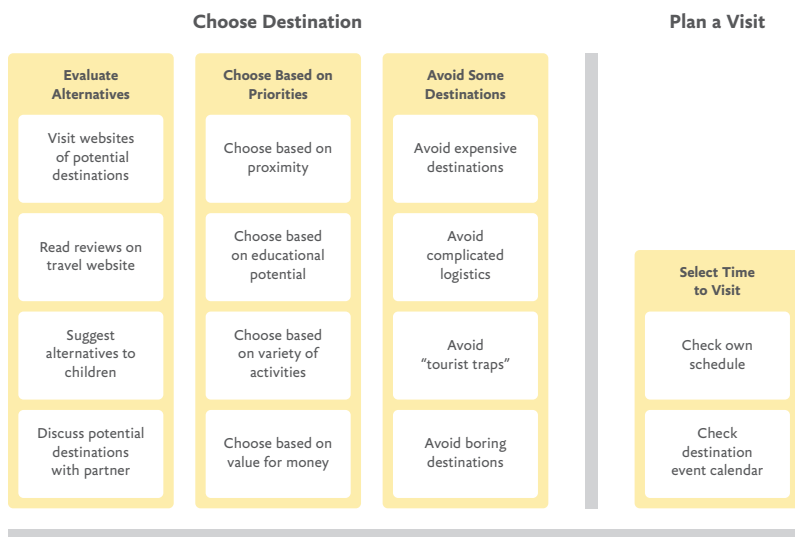 Choose Destination
Plan a Visit
Evaluate
Alternatives
Visit websites
of potential
destinations
Read reviews on
travel website
Suggest
alternatives to
children
Discuss potential
destinations
with partner
Choose Based on
Priorities
Choose based on
proximity
Choose based
on educational
potential
Choose based
on variety of
activities
Choose based on
value for money
Avoid Some
Destinations
Avoid expensive
destinations
Avoid
complicated
logistics
Avoid
“tourist traps”
Avoid boring
destinations
Select Time
to Visit
Check own
schedule
Check
destination
event calendar